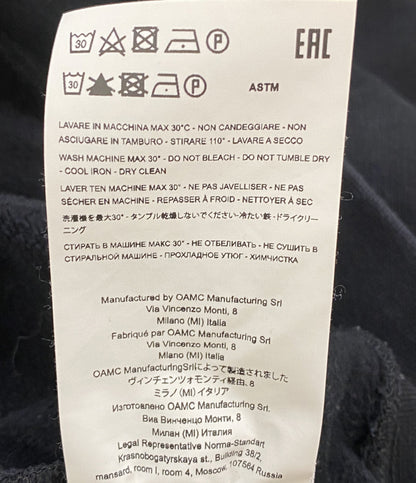 30 P EAC
30 P ASTM
LAVARE IN MACCHINA MAX 30°C - NON CANDEGGIARE - NON
ASCIUGARE IN TAMBURO - STIRARE 110° - LAVARE A SECCO
WASH MACHINE MAX 30° - DO NOT BLEACH - DO NOT TUMBLE DRY
- COOL IRON - DRY CLEAN
LAVER TEN MACHINE MAX 30° - NE PAS JAVELLISER - NE PAS
SÉCHER EN MACHINE - REPASSER À FROID - NETTOYER À SEC
洗濯機を最大30° - タンブル乾燥しないでください-冷たい鉄 - ドライクリー
ニング
СТИРАТЬ В МАШИНЕ МАКС 30° - НЕ ОТБЕЛИВАТЬ - НЕ СУШИТЬ В
СТИРАЛЬНОЙ МАШИНЕ - ПРОХЛАДНОЕ УТЮГ - ХИМЧИСТКА
Manufactured by OAMC Manufacturing Srl
Via Vincenzo Monti, 8
Milano (MI) Italia
Fabriqué par OAMC Manufacturing Srl
Via Vincenzo Monti, 8
Milano (MI) Italia
OAMC ManufacturingSrlによって製造されました
ヴィンチェンツォモンティ経由, 8
ミラノ (MI) イタリア
Изготовлено OAMC Manufacturing Srl
Виа Винченцо Монти, 8
Милан (MI) Италия
Legal Representative Norma-Standart
Krasnobogatyrskaya st., Building 38/2,
mansard, room I, room 4, Moscow, 107564 Russia